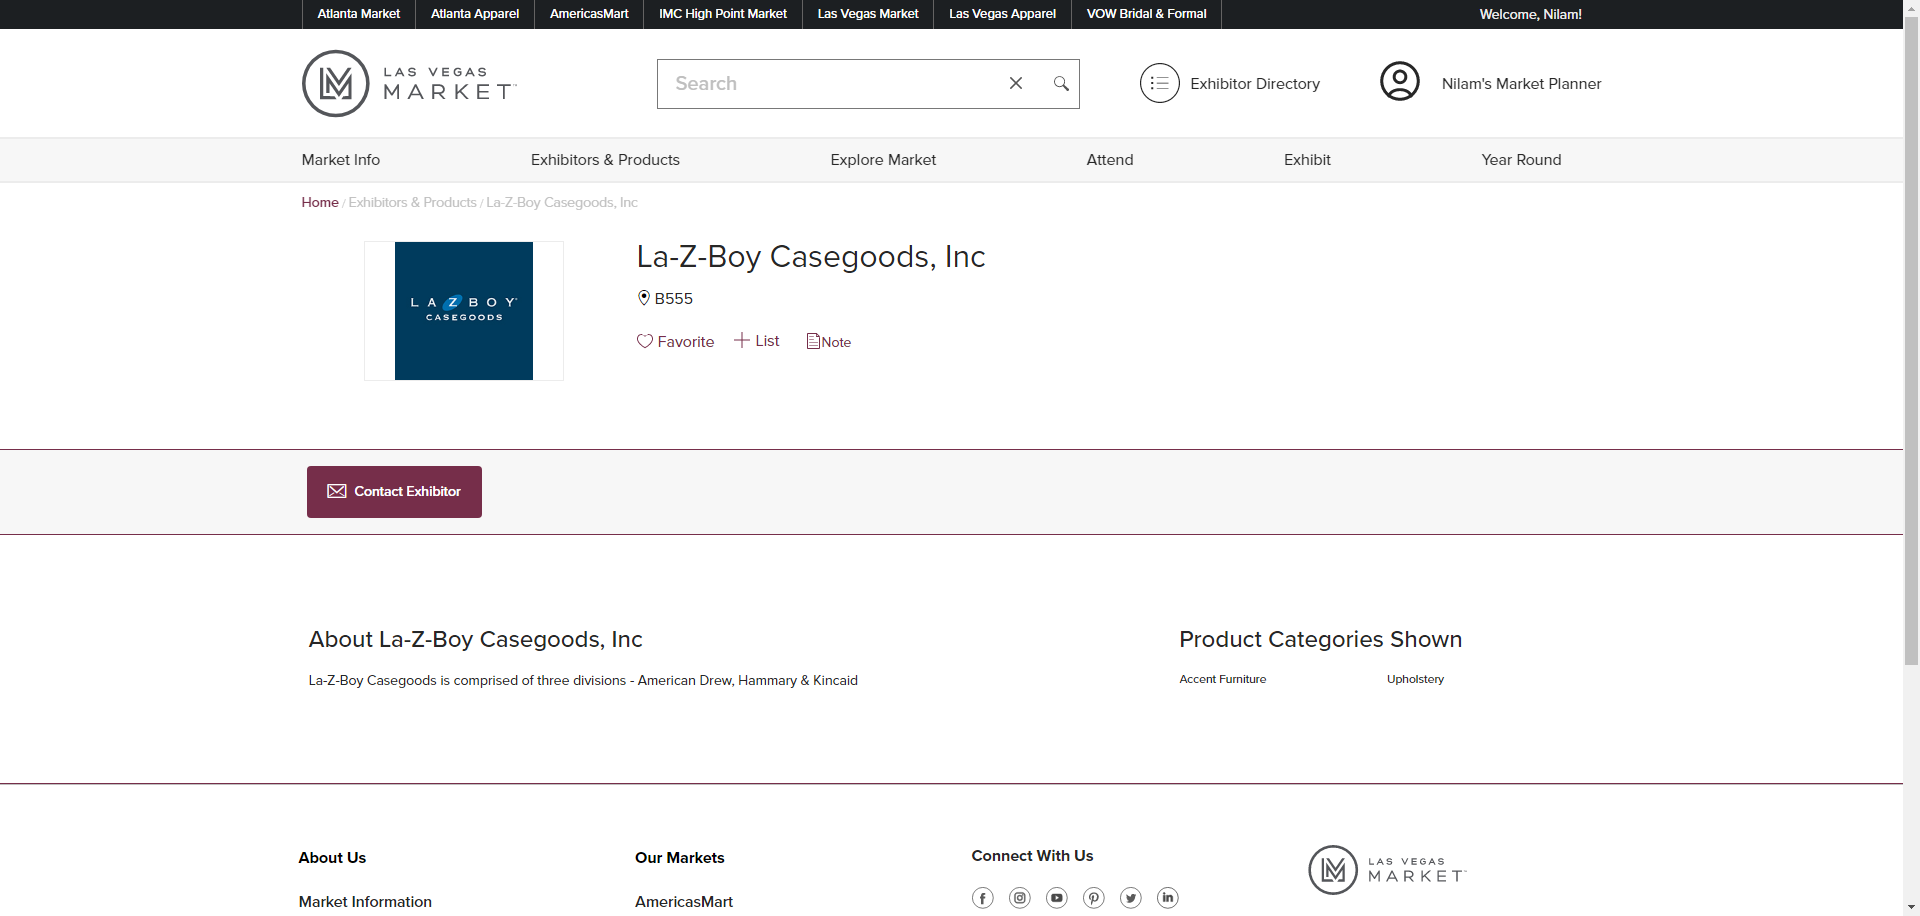 Atlanta Market
Atlanta Apparel
AmericasMart
IMC High Point Market
Las Vegas Market
Las Vegas Apparel
VOW Bridal & Formal
Welcome, Nilam!
LAS VEGAS
MARKET
Search
Exhibitor Directory
Nilam's Market Planner
Market Info
Exhibitors & Products
Explore Market
Attend
Exhibit
Year Round
Home / Exhibitors & Products / La-Z-Boy Casegoods, Inc
LA Z BOY
CASEGOODS
La-Z-Boy Casegoods, Inc
B555
Favorite
List
Note
Contact Exhibitor
About La-Z-Boy Casegoods, Inc
La-Z-Boy Casegoods is comprised of three divisions - American Drew, Hammary & Kincaid
Product Categories Shown
Accent Furniture
Upholstery
About Us
Market Information
Our Markets
AmericasMart
Connect With Us
LAS VEGAS
MARKET